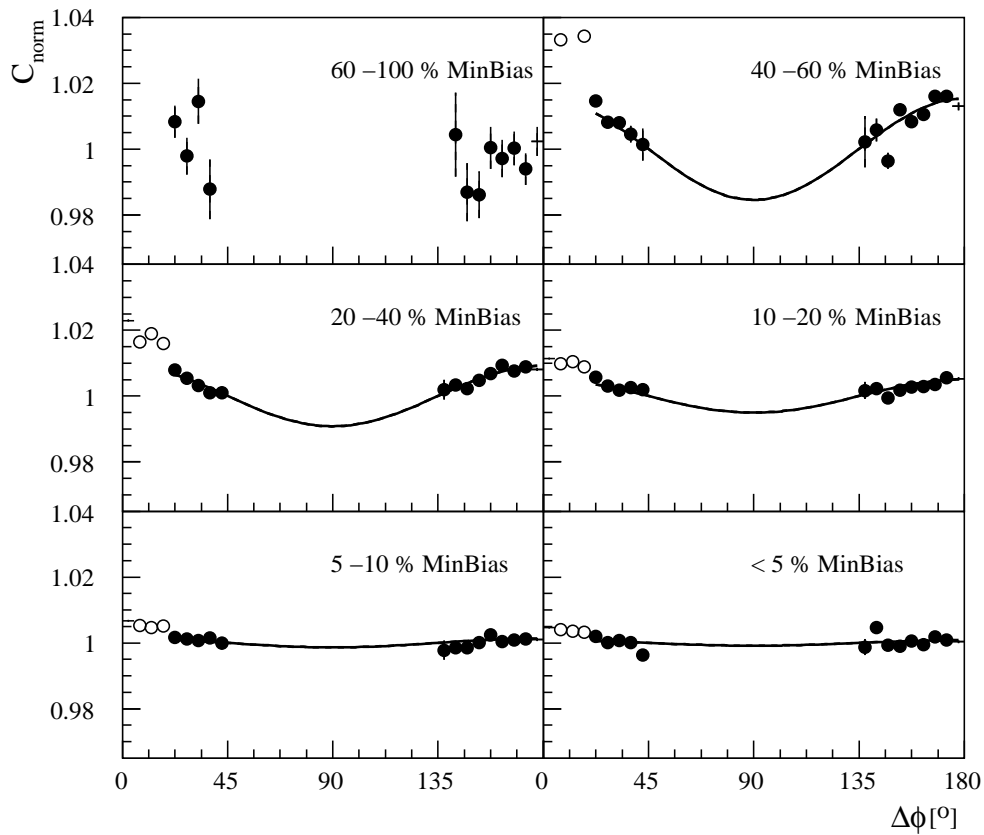 C_norm
1.04
1.02
1
0.98
60 –100 % MinBias
40 –60 % MinBias
1.04
1.02
1
0.98
20 –40 % MinBias
10 –20 % MinBias
1.04
1.02
1
0.98
5 –10 % MinBias
< 5 % MinBias
0 45 90 135 0 45 90 135 180
Δϕ[°]